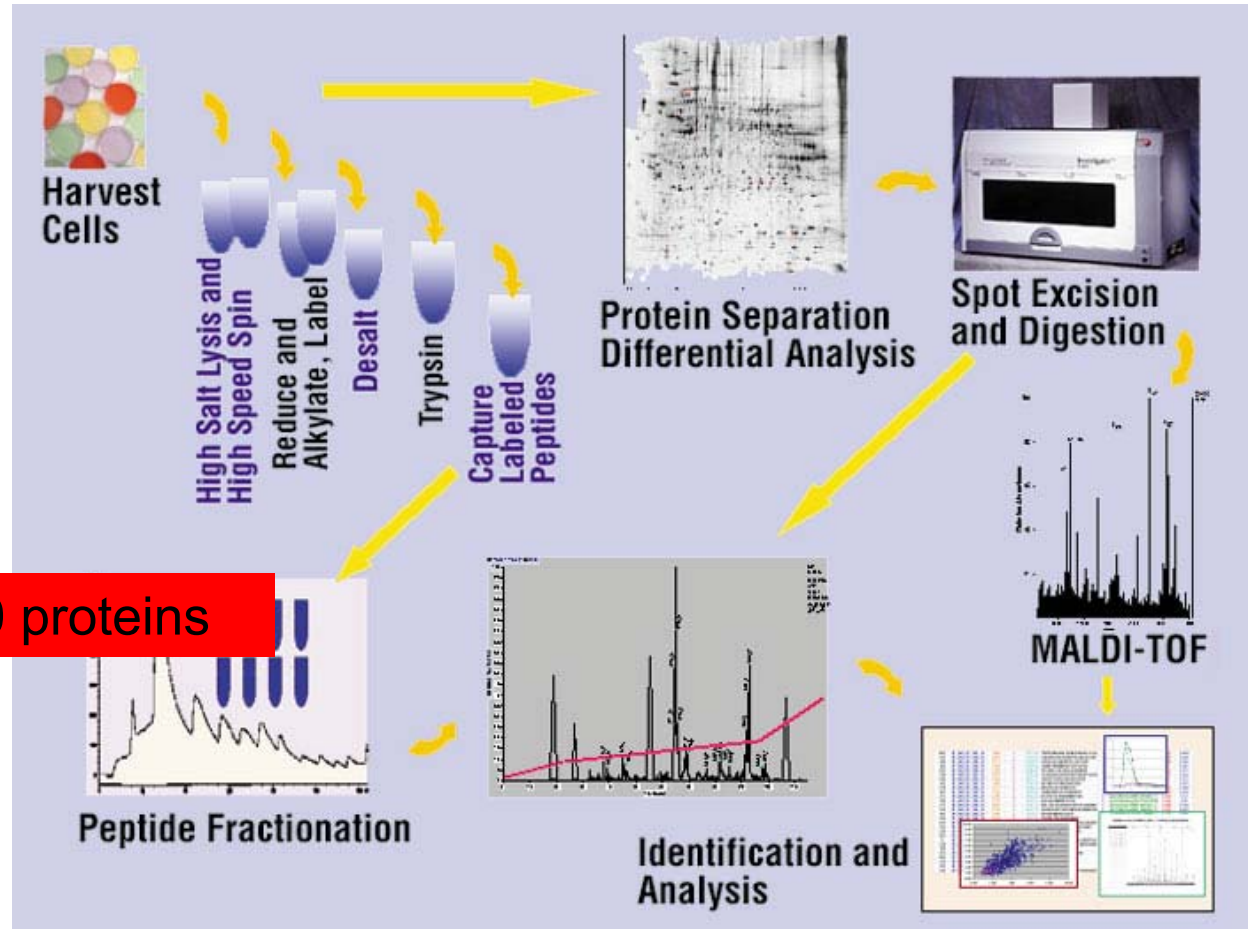 Harvest
Cells
High Salt Lysis and
High Speed Spin
Reduce and
Alkylate, Label
Desalt
Trypsin
Capture
Labeled
Peptides
Protein Separation
Differential Analysis
Spot Excision
and Digestion
MALDI-TOF
proteins
Peptide Fractionation
Identification and
Analysis